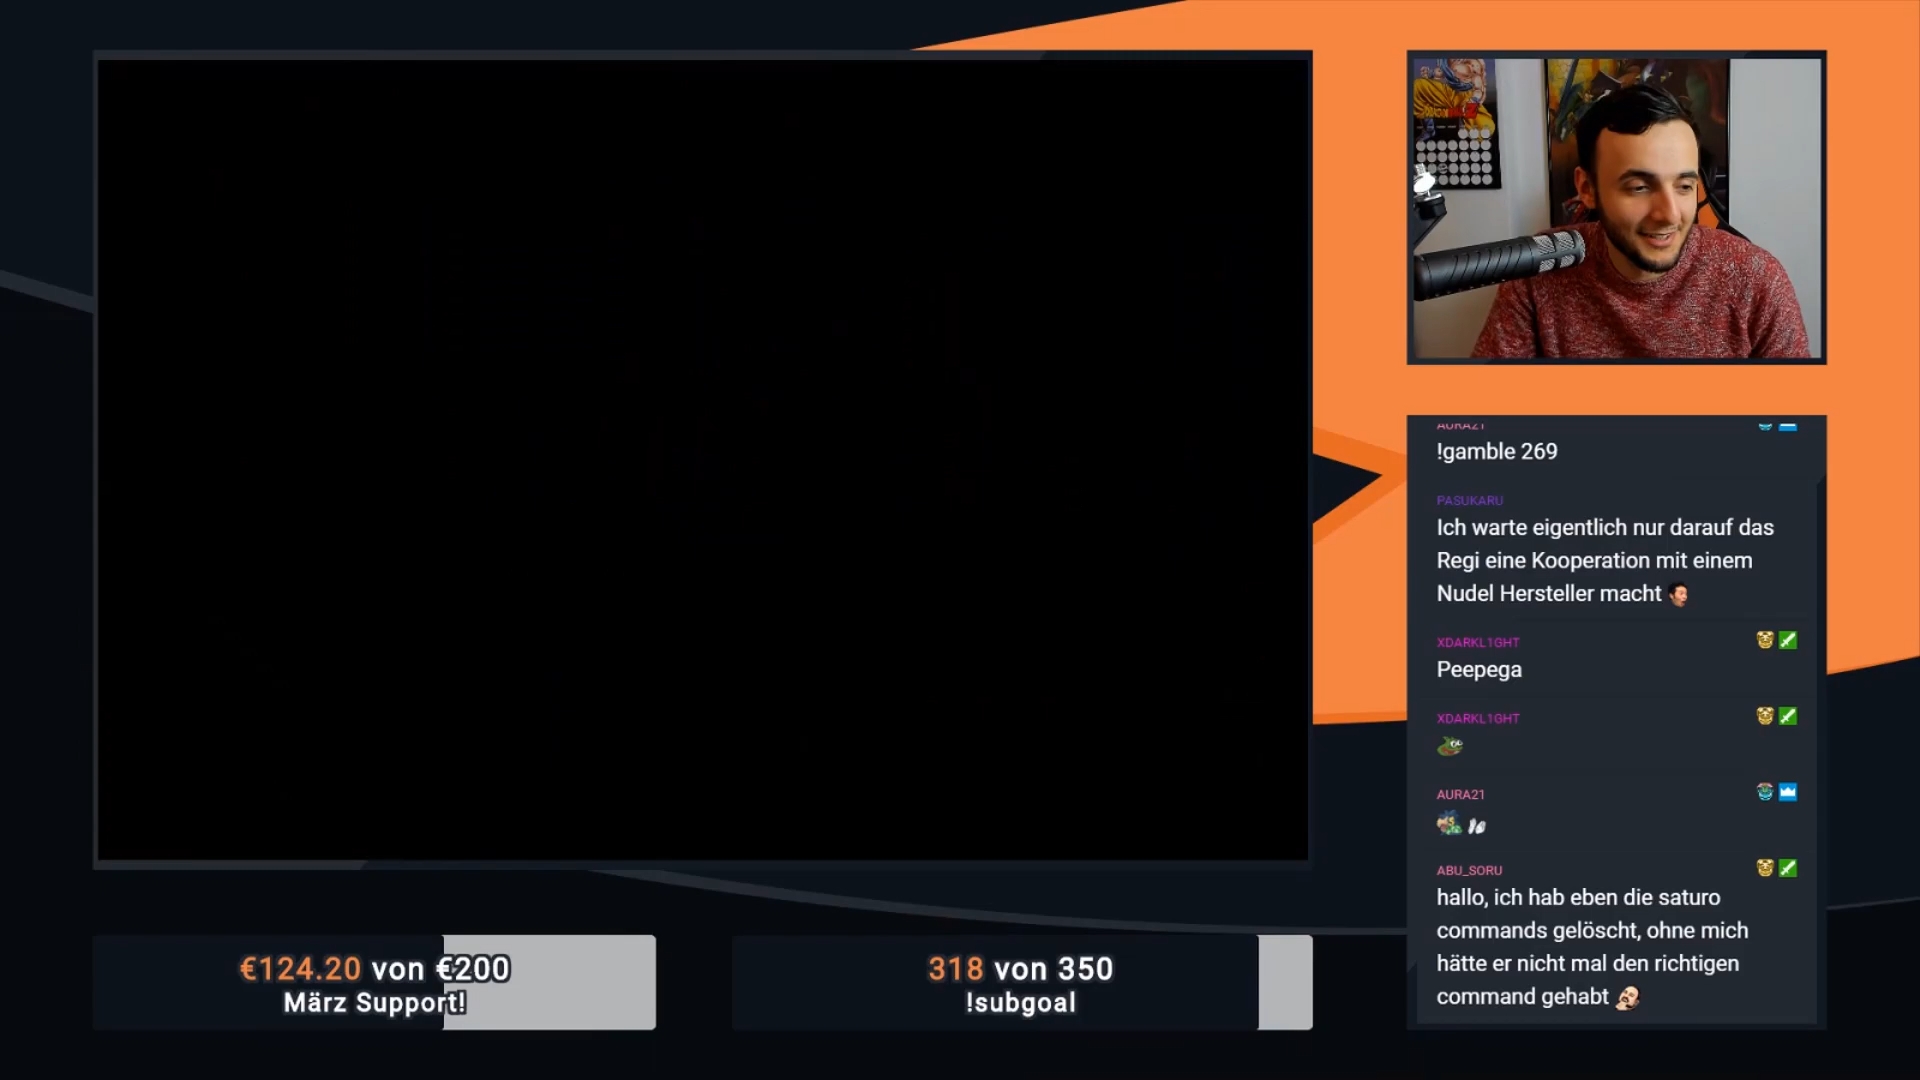 AURA21
!gamble 269
PASUKARU
Ich warte eigentlich nur darauf das
Regi eine Kooperation mit einem
Nudel Hersteller macht
XDARKL1GHT
Peepega
XDARKL1GHT
AURA21
ABU_SORU
hallo, ich hab eben die saturo
commands gelöscht, ohne mich
hätte er nicht mal den richtigen
command gehabt
€124.20 von €200
März Support!
318 von 350
!subgoal